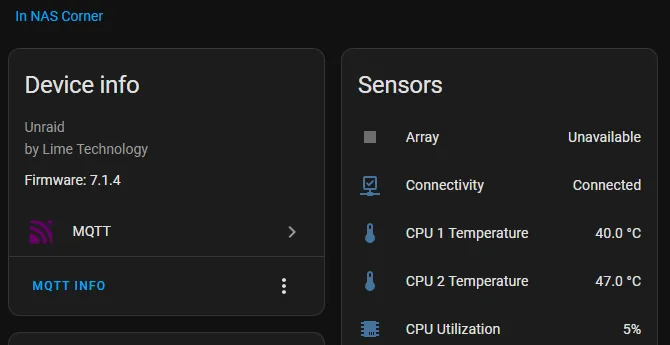 In NAS Corner
Device info
Unraid
by Lime Technology
Firmware: 7.1.4
MQTT
MQTT INFO
Sensors
Array Unavailable
Connectivity Connected
CPU 1 Temperature 40.0 °C
CPU 2 Temperature 47.0 °C
CPU Utilization 5%